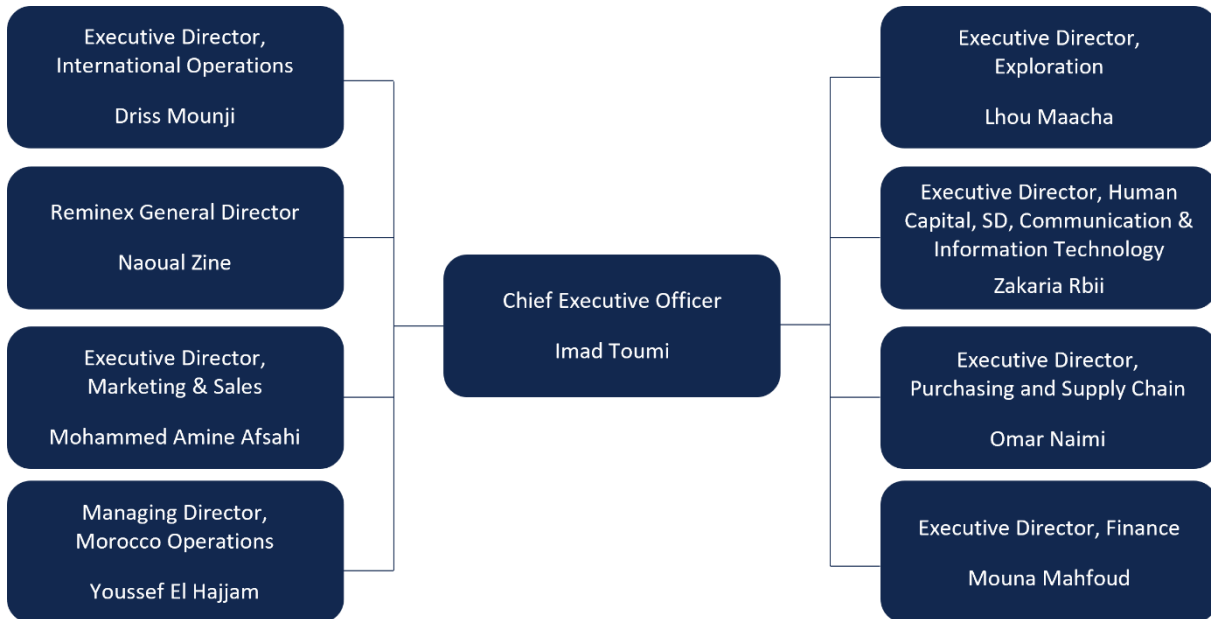 Executive Director,
International Operations
Driss Mounji
Reminex General Director
Naoual Zine
Executive Director,
Marketing & Sales
Mohammed Amine Afsahi
Managing Director,
Morocco Operations
Youssef El Hajjam
Chief Executive Officer
Imad Toumi
Executive Director,
Exploration
Lhou Maacha
Executive Director, Human
Capital, SD, Communication &
Information Technology
Zakaria Rbii
Executive Director,
Purchasing and Supply Chain
Omar Naimi
Executive Director, Finance
Mouna Mahfoud